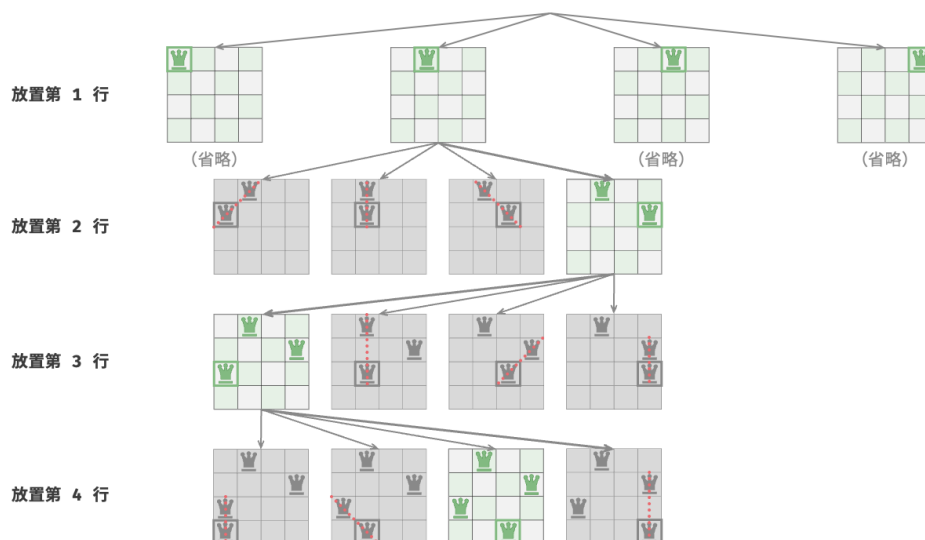 放置第 1 行
(省略)
(省略)
(省略)
放置第 2 行
放置第 3 行
放置第 4 行